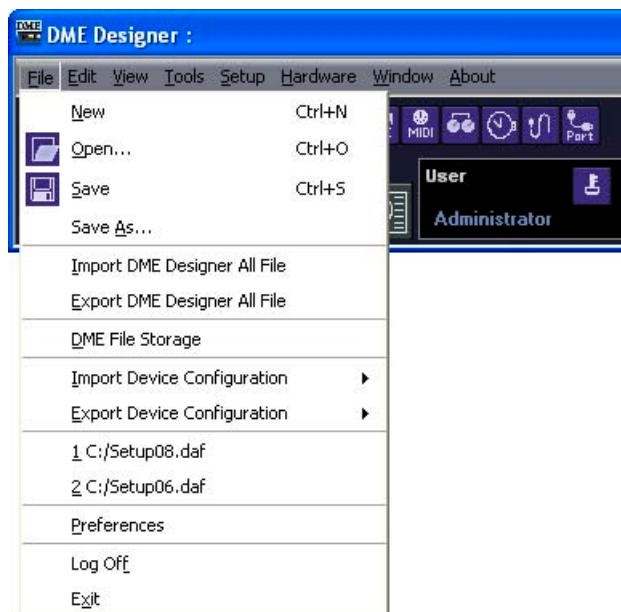 DME Designer :
File Edit View Tools Setup Hardware Window About
New Ctrl+N
Open... Ctrl+O
Save Ctrl+S
Save As...
Import DME Designer All File
Export DME Designer All File
DME File Storage
Import Device Configuration
Export Device Configuration
1 C:/Setup08.daf
2 C:/Setup06.daf
Preferences
Log Off
Exit
MIDI
Port
User
Administrator